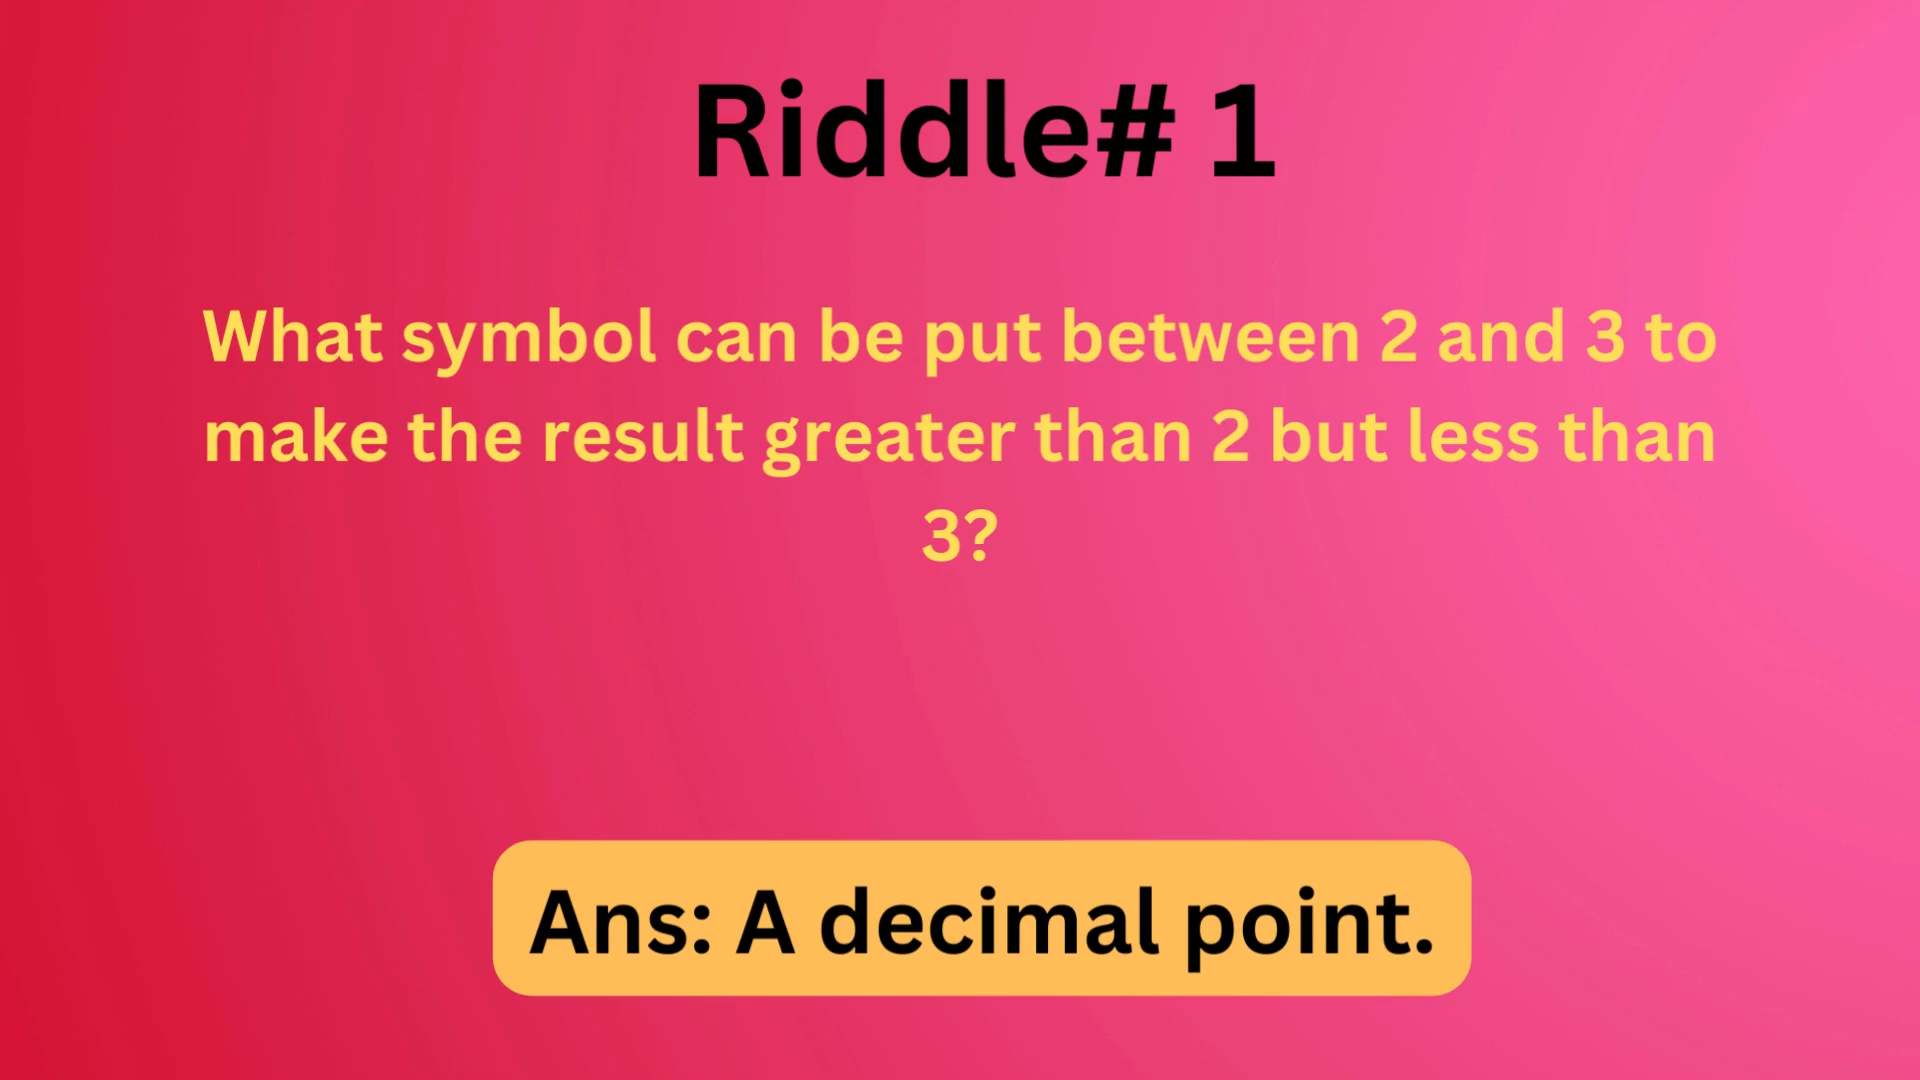 Riddle# 1
What symbol can be put between 2 and 3 to
make the result greater than 2 but less than
3?
Ans: A decimal point.